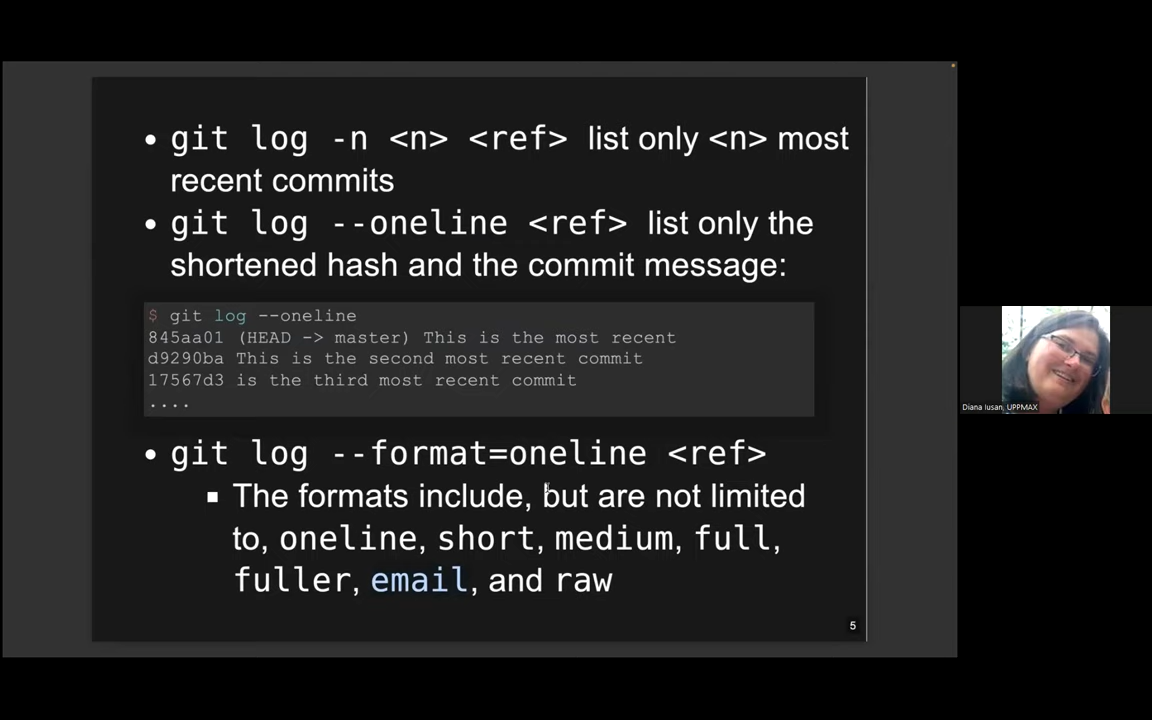 • git log -n <n> <ref> list only <n> most
recent commits
• git log --oneline <ref> list only the
shortened hash and the commit message:
$ git log --oneline
845aa01 (HEAD -> master) This is the most recent
d9290ba This is the second most recent commit
17567d3 is the third most recent commit
....
• git log --format=oneline <ref>
▪ The formats include, but are not limited
to, oneline, short, medium, full,
fuller, email, and raw
5
Diana Iusan, UPPMAX